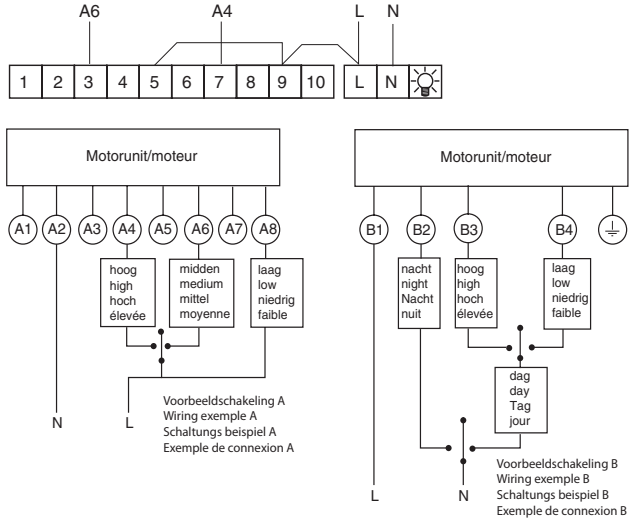 A6 A4 L N
1 2 3 4 5 6 7 8 9 10 L N
Motorunit/moteur
A1 A2 A3 A4 A5 A6 A7 A8
hoog
high
hoch
élevée
midden
medium
mittel
moyenne
laag
low
niedrig
faible
N
L
Voorbeeldschakeling A
Wiring exemple A
Schaltungs beispiel A
Exemple de connexion A
Motorunit/moteur
B1 B2 B3 B4
nacht
night
Nacht
nuit
hoog
high
hoch
élevée
laag
low
niedrig
faible
dag
day
Tag
jour
L
N
Voorbeeldschakeling B
Wiring exemple B
Schaltungs beispiel B
Exemple de connexion B